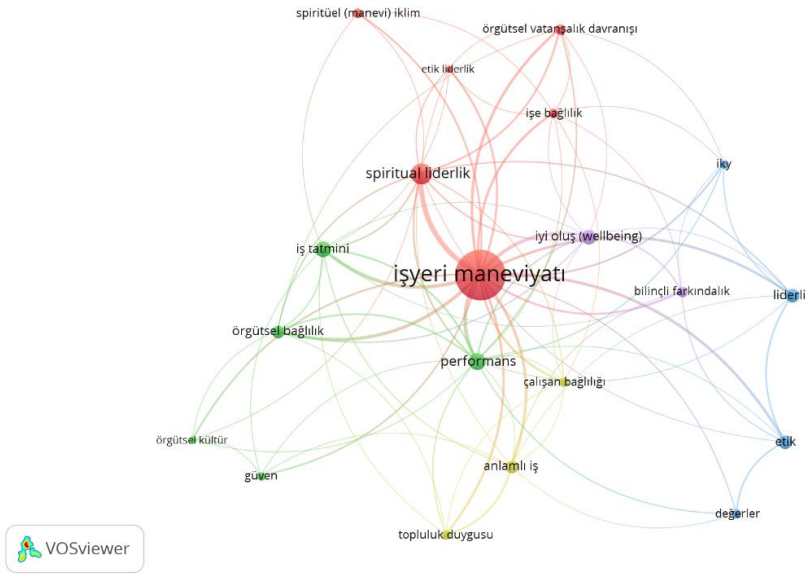 spiritüel (manevi) iklim
örgütsel vatandaşlık davranışı
etik liderlik
işe bağlılık
spiritual liderlik
iky
iyi oluş (wellbeing)
iş tatmini
işyeri maneviyatı
bilinçli farkındalık
liderli
örgütsel bağlılık
performans
çalışan bağlılığı
örgütsel kültür
etik
anlamlı iş
güven
değerler
topluluk duygusu
VOSviewer